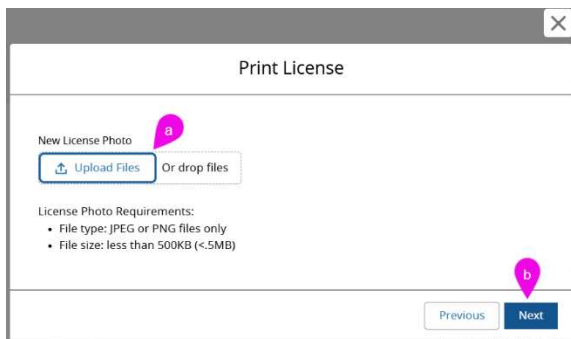 Print License
New License Photo
a
Upload Files Or drop files
License Photo Requirements:
• File type: JPEG or PNG files only
• File size: less than 500KB (<.5MB)
b
Previous Next